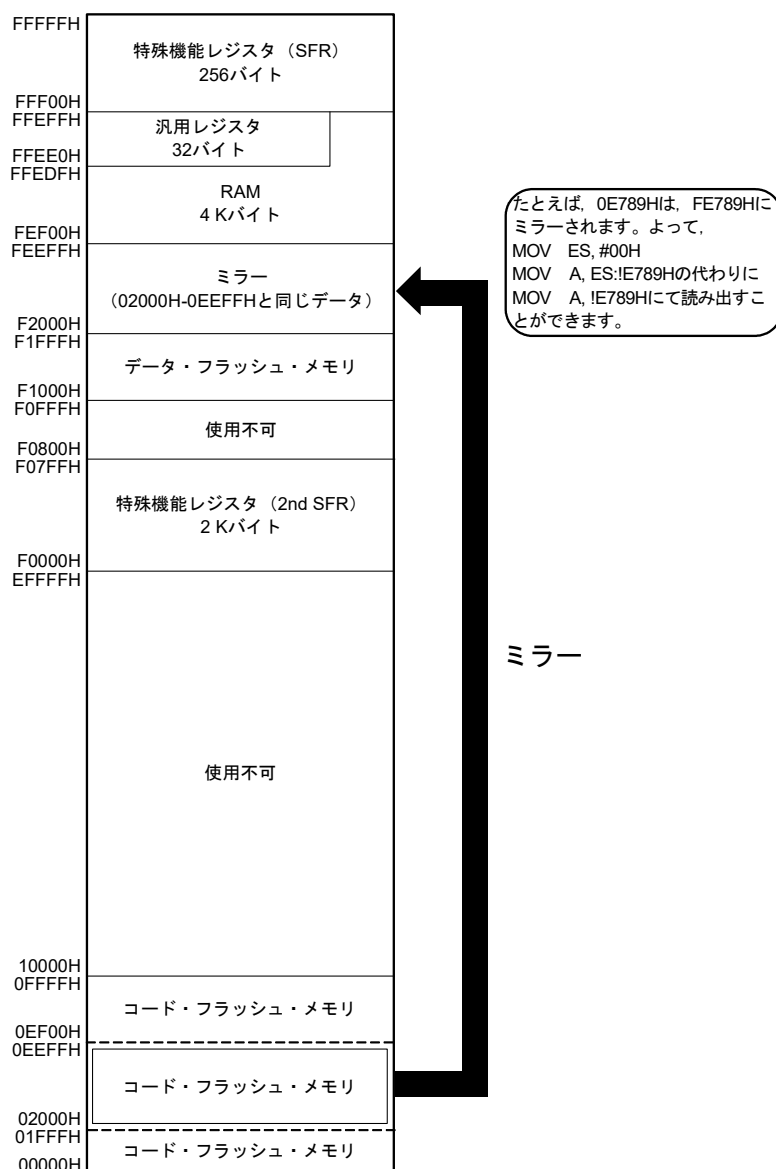 FFFFFH
特殊機能レジスタ（SFR）
256バイト
FFF00H
FFEFFH
汎用レジスタ
32バイト
FFEE0H
FFEDFH
RAM
4 Kバイト
FEF00H
FEEFFH
ミラー
（02000H-0EEFFHと同じデータ）
F2000H
F1FFFH
データ・フラッシュ・メモリ
F1000H
F0FFFH
使用不可
F0800H
F07FFH
特殊機能レジスタ（2nd SFR）
2 Kバイト
F0000H
EFFFFH
使用不可
10000H
0FFFFH
コード・フラッシュ・メモリ
0EF00H
0EEFFH
コード・フラッシュ・メモリ
02000H
01FFFH
コード・フラッシュ・メモリ
00000H
たとえば, 0E789Hは, FE789Hに
ミラーされます。よって,
MOV ES, #00H
MOV A, ES:!E789Hの代わりに
MOV A, !E789Hにて読み出すこ
とができます。
ミラー